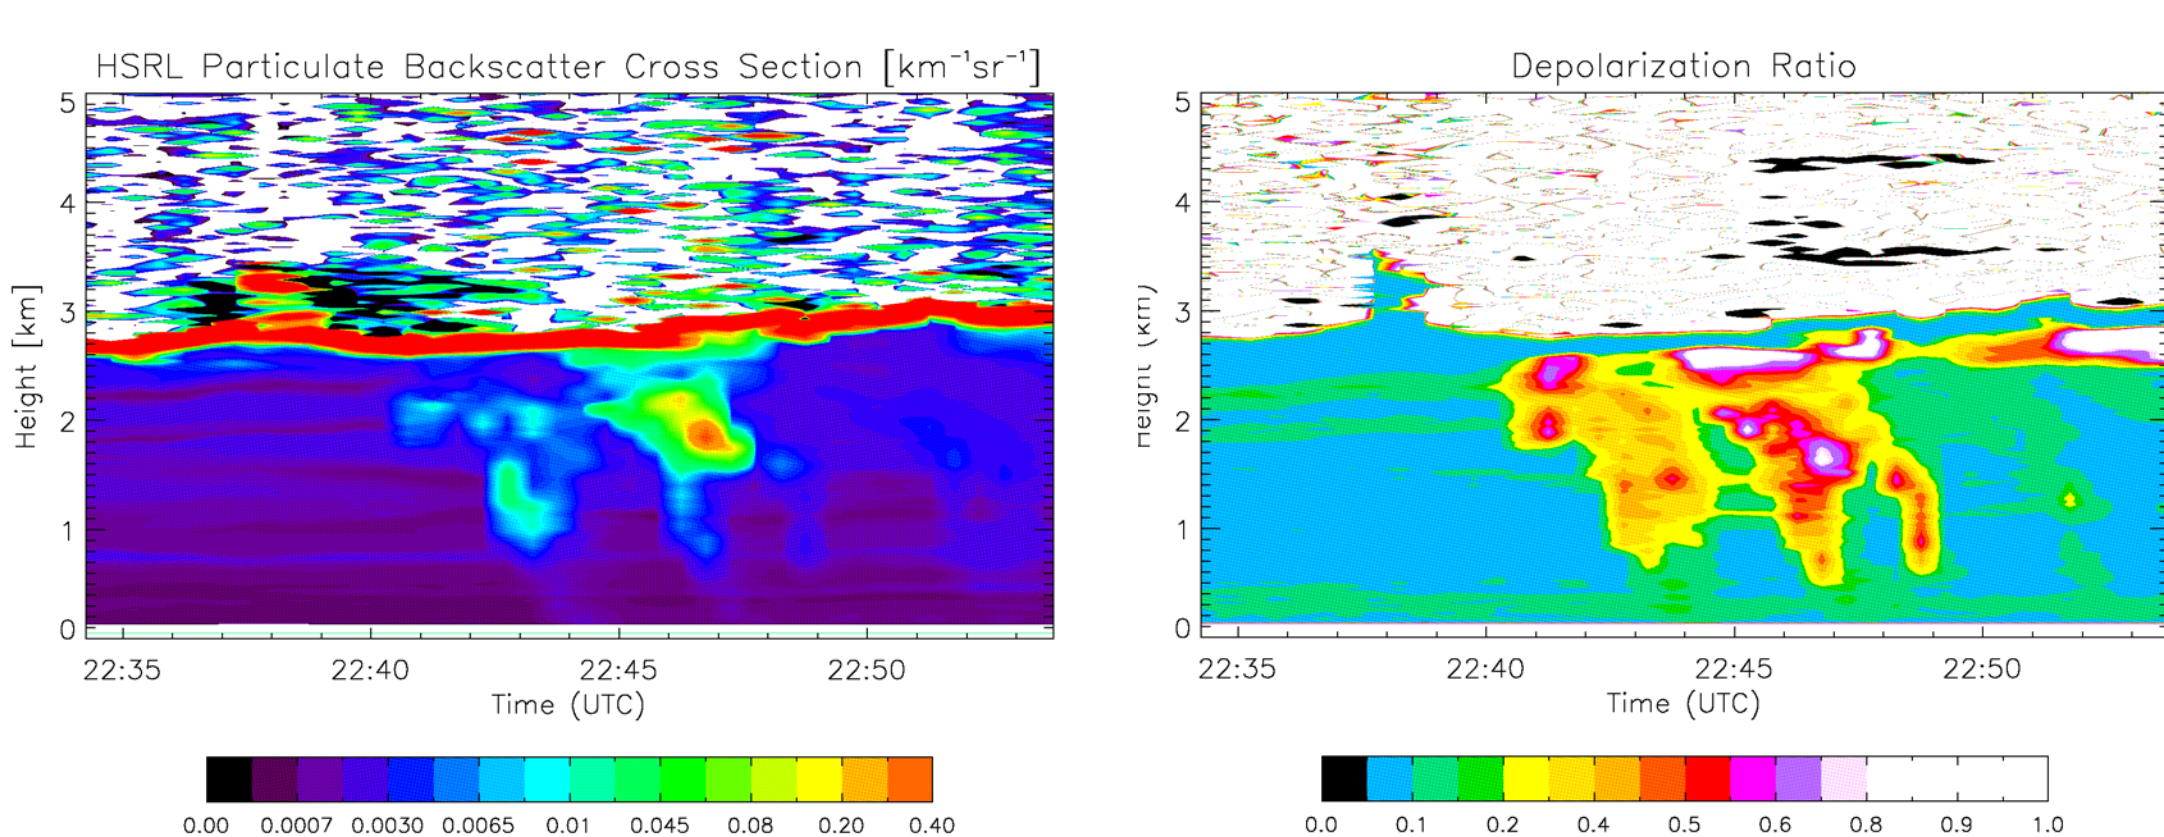 HSRL Particulate Backscatter Cross Section [km⁻¹sr⁻¹]
5
4
3
2
1
0
Height [km]
22:35 22:40 22:45 22:50
Time (UTC)
0.00 0.0007 0.0030 0.0065 0.01 0.045 0.08 0.20 0.40
Depolarization Ratio
5
4
3
2
1
0
Height (km)
22:35 22:40 22:45 22:50
Time (UTC)
0.0 0.1 0.2 0.4 0.5 0.6 0.8 0.9 1.0